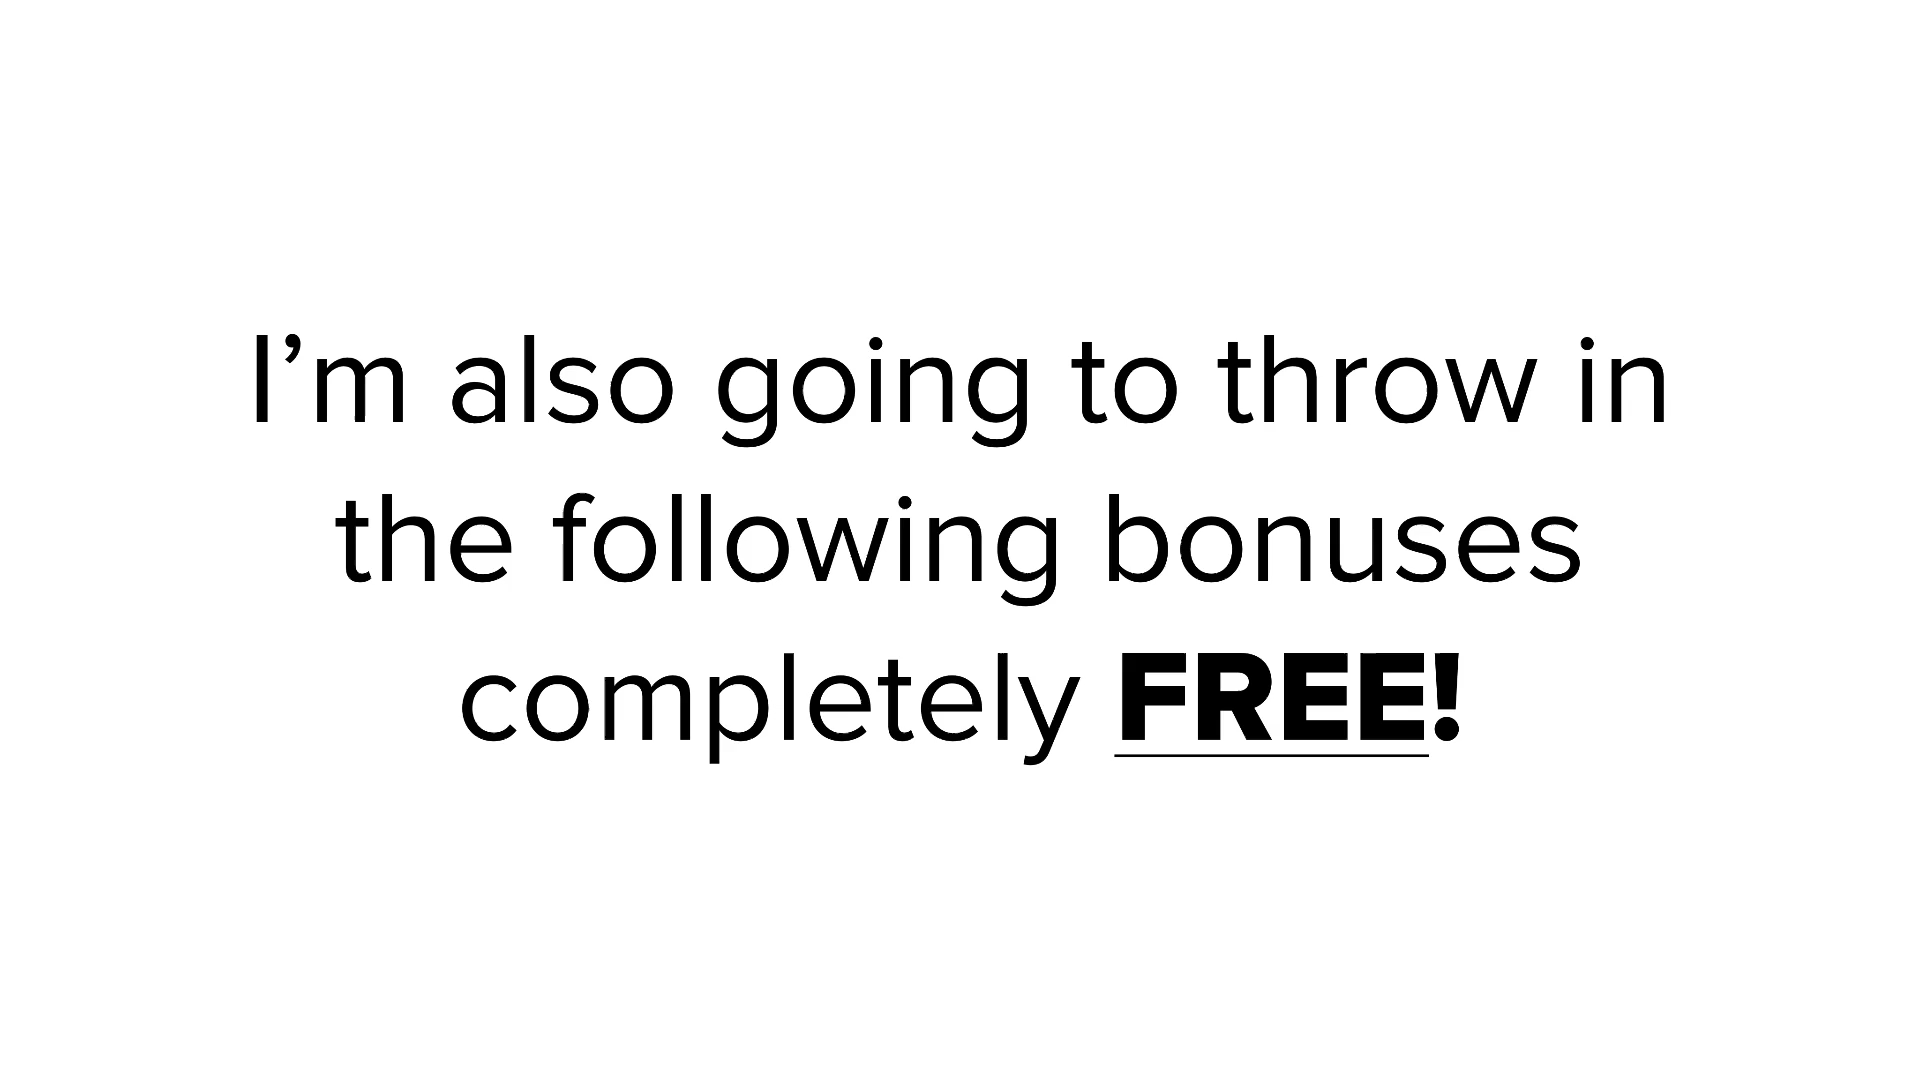 I’m also going to throw in
the following bonuses
completely FREE!